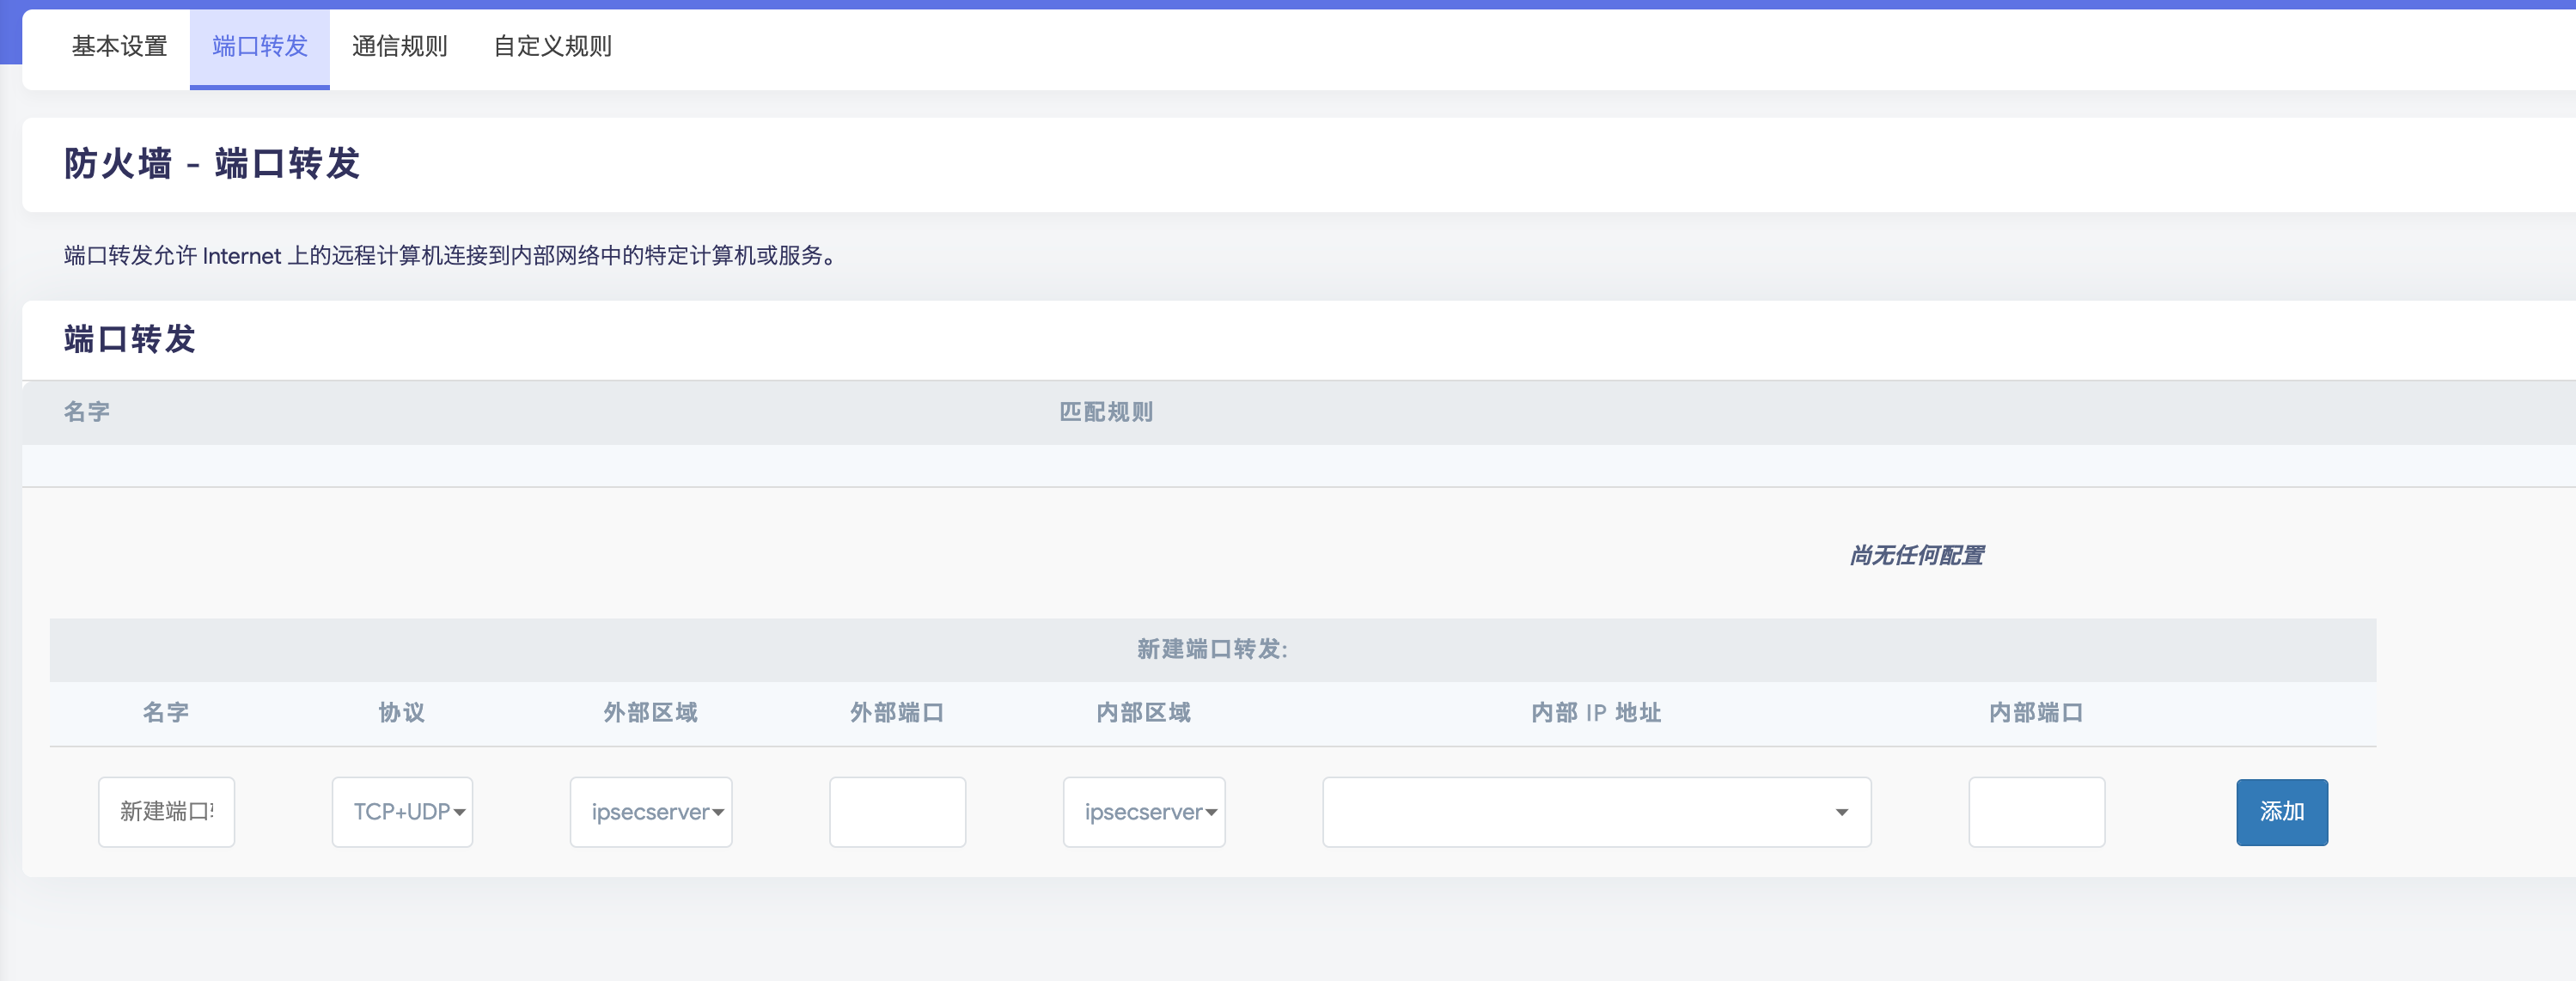 基本设置 端口转发 通信规则 自定义规则
防火墙 - 端口转发
端口转发允许 Internet 上的远程计算机连接到内部网络中的特定计算机或服务。
端口转发
名字 匹配规则
尚无任何配置
新建端口转发:
名字 协议 外部区域 外部端口 内部区域 内部 IP 地址 内部端口
新建端口 TCP+UDP ipsecserver ipsecserver 添加